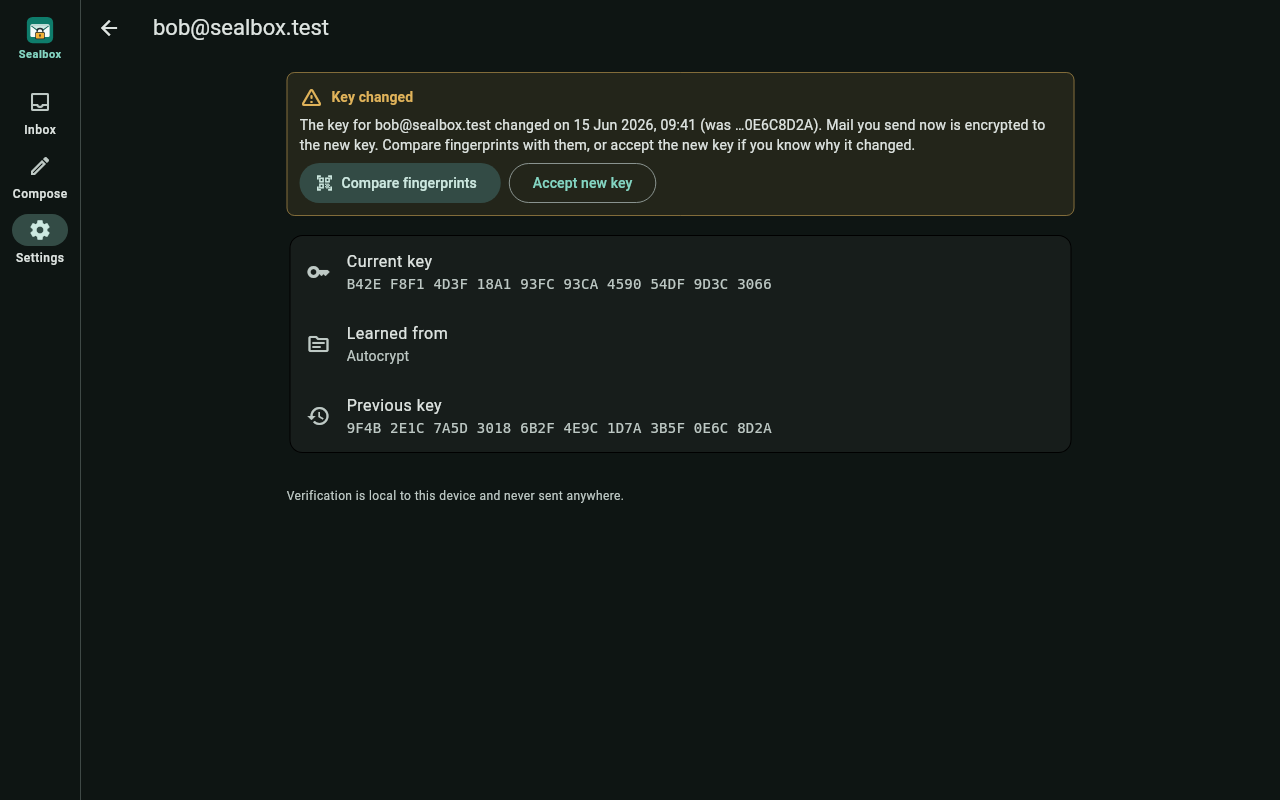 bob@sealbox.test
Sealbox
Inbox
Compose
Settings
Key changed
The key for bob@sealbox.test changed on 15 Jun 2026, 09:41 (was …0E6C8D2A). Mail you send now is encrypted to
the new key. Compare fingerprints with them, or accept the new key if you know why it changed.
Compare fingerprints
Accept new key
Current key
B42E F8F1 4D3F 18A1 93FC 93CA 4590 54DF 9D3C 3066
Learned from
Autocrypt
Previous key
9F4B 2E1C 7A5D 3018 6B2F 4E9C 1D7A 3B5F 0E6C 8D2A
Verification is local to this device and never sent anywhere.